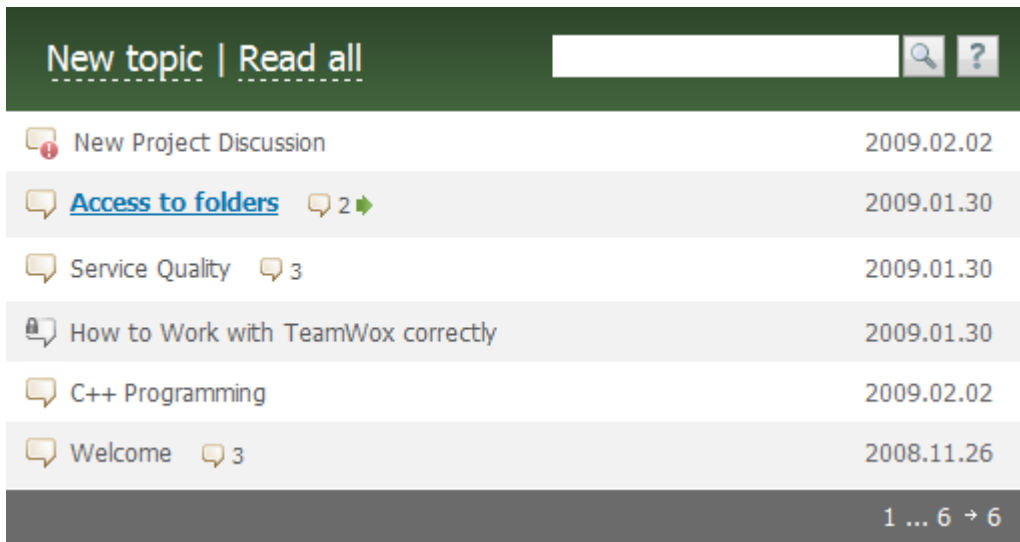 New topic | Read all ?
New Project Discussion 2009.02.02
Access to folders 2 2009.01.30
Service Quality 3 2009.01.30
How to Work with TeamWox correctly 2009.01.30
C++ Programming 2009.02.02
Welcome 3 2008.11.26
1 ... 6 → 6